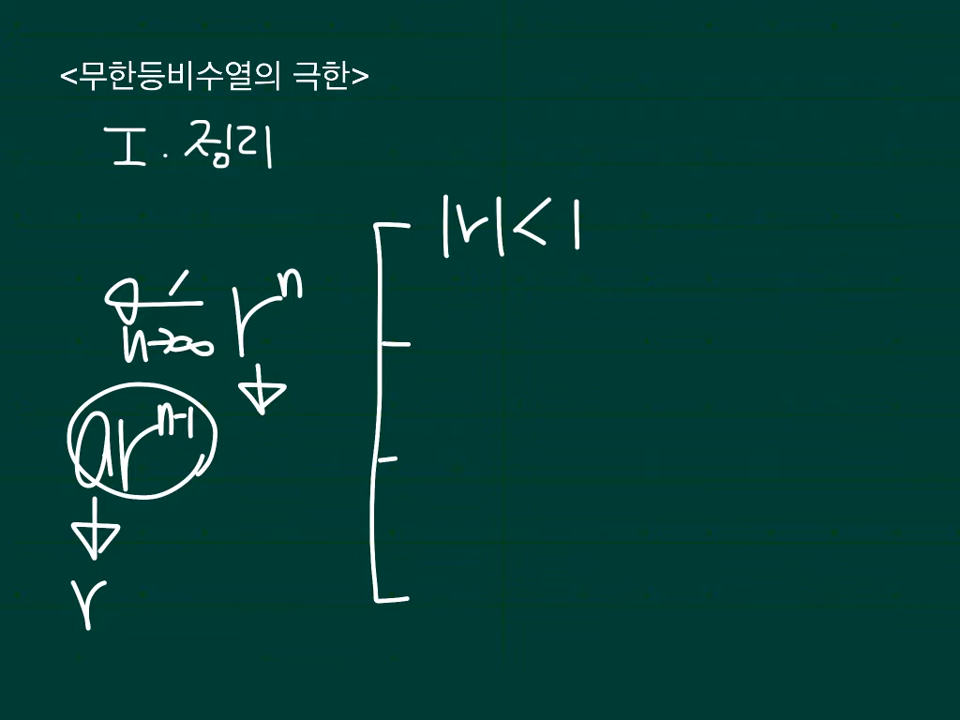 <무한등비수열의 극한>
I. 정리
|r| < 1
lim n→∞ r^n
ar^{n-1}
r